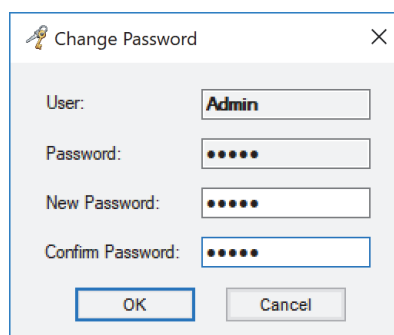 Change Password
User: Admin
Password: •••••
New Password: •••••
Confirm Password: •••••
OK Cancel